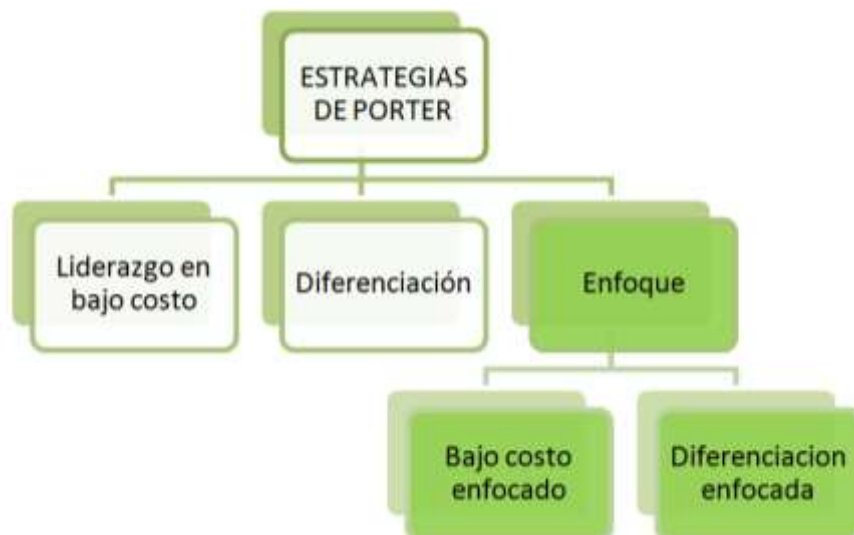 ESTRATEGIAS
DE PORTER
Liderazgo en
bajo costo
Diferenciación
Enfoque
Bajo costo
enfocado
Diferenciacion
enfocada